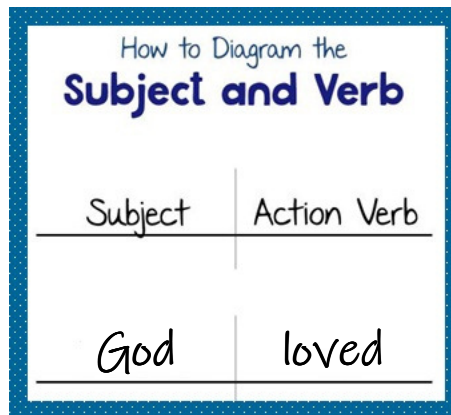 How to Diagram the
Subject and Verb
Subject Action Verb
God loved